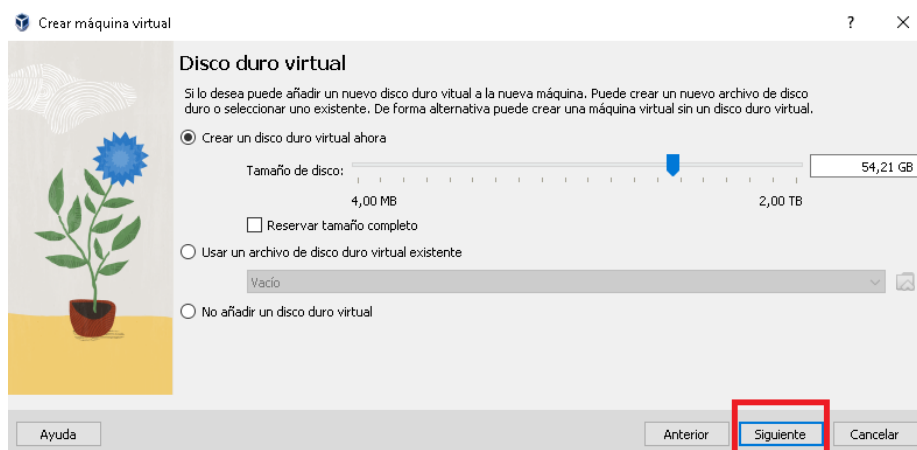 Crear máquina virtual
?
Disco duro virtual
Si lo desea puede añadir un nuevo disco duro vitual a la nueva máquina. Puede crear un nuevo archivo de disco
duro o seleccionar uno existente. De forma alternativa puede crear una máquina virtual sin un disco duro virtual.
Crear un disco duro virtual ahora
Tamaño de disco:
54,21 GB
4,00 MB
2,00 TB
Reservar tamaño completo
Usar un archivo de disco duro virtual existente
Vacío
No añadir un disco duro virtual
Ayuda
Anterior
Siguiente
Cancelar